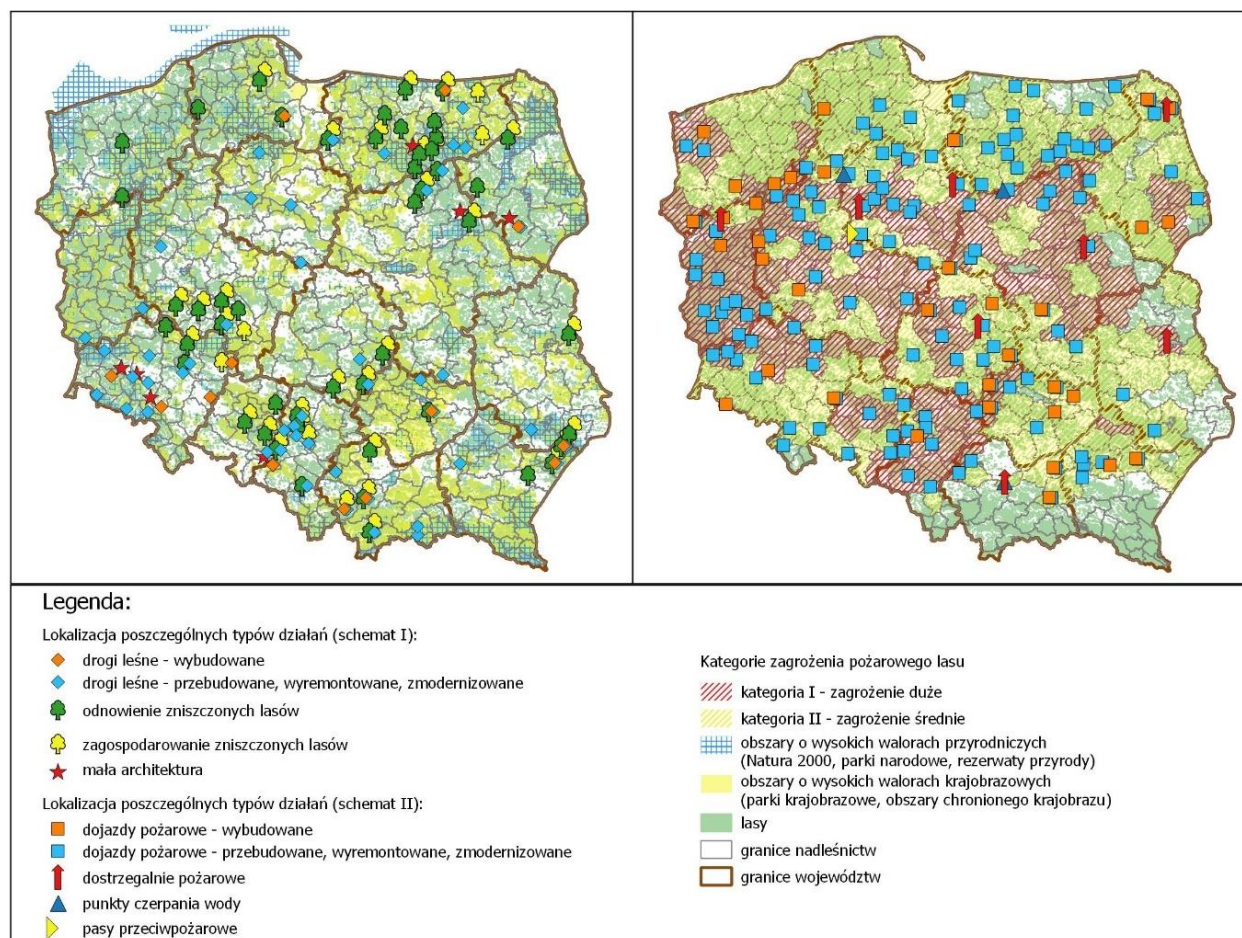 Legenda:
Lokalizacja poszczególnych typów działań (schemat I):
drogi leśne - wybudowane
drogi leśne - przebudowane, wyremontowane, zmodernizowane
odnowienie zniszczonych lasów
zagospodarowanie zniszczonych lasów
mała architektura
Lokalizacja poszczególnych typów działań (schemat II):
dojazdy pożarowe - wybudowane
dojazdy pożarowe - przebudowane, wyremontowane, zmodernizowane
dostrzegalnie pożarowe
punkty czerpania wody
pasy przeciwpożarowe
Kategorie zagrożenia pożarowego lasu
kategoria I - zagrożenie duże
kategoria II - zagrożenie średnie
obszary o wysokich walorach przyrodniczych
(Natura 2000, parki narodowe, rezerwaty przyrody)
obszary o wysokich walorach krajobrazowych
(parki krajobrazowe, obszary chronionego krajobrazu)
lasy
granice nadleśnictw
granice województw